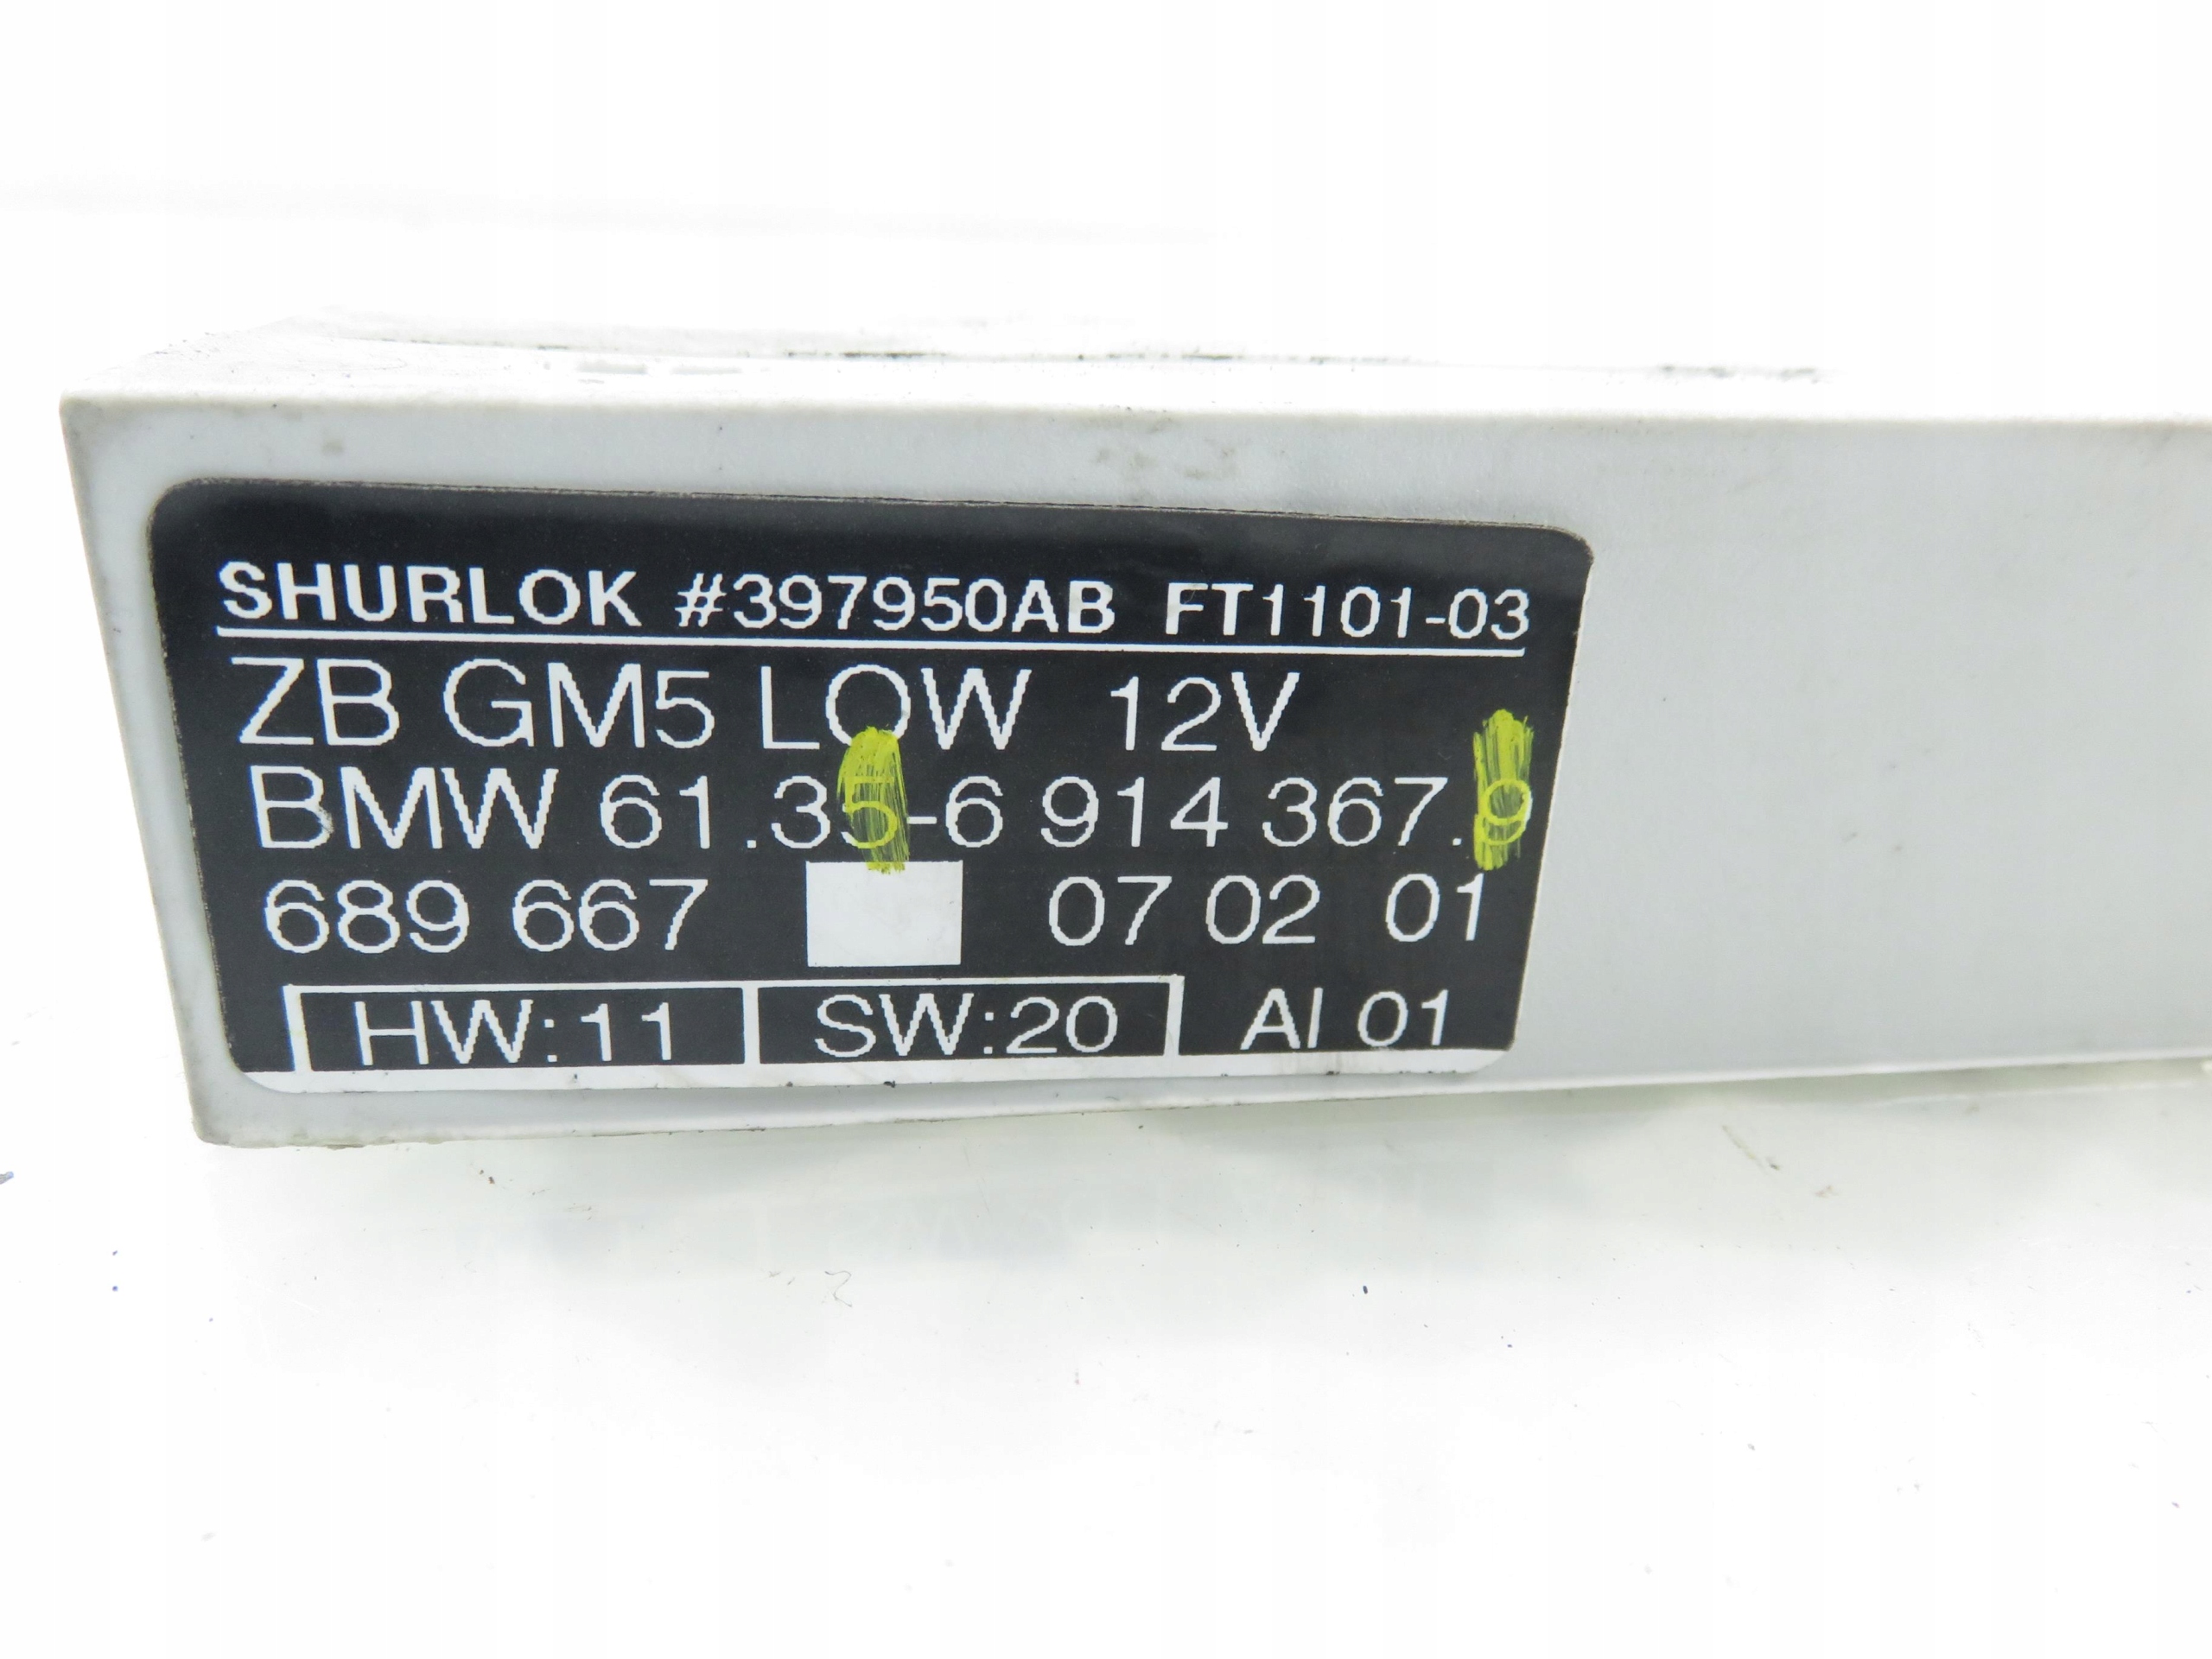 SHURLOK #397950AB FT1101-03
ZB GM5 LOW 12V
BMW 61.35-6 914 367.9
689 667 07 02 01
HW:11 SW:20 AI 01